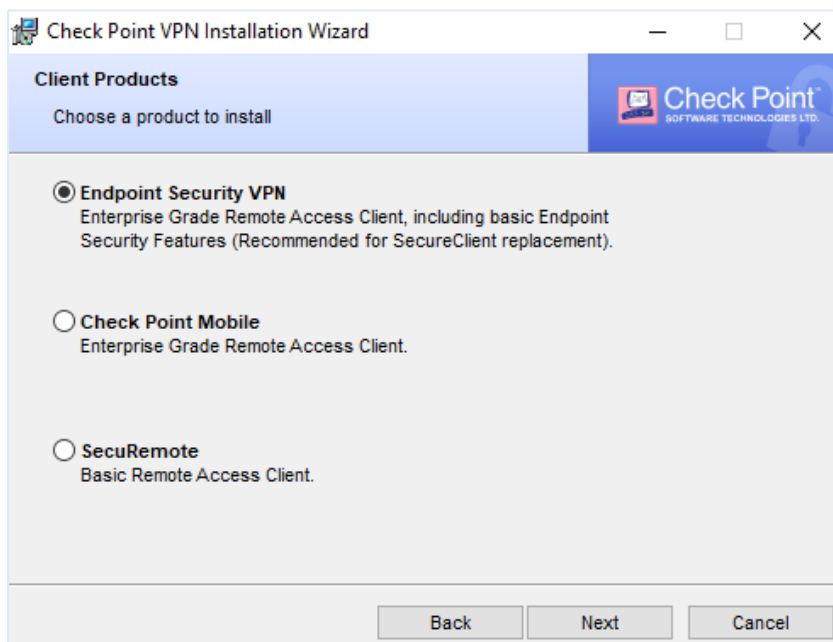 Check Point VPN Installation Wizard
Client Products
Choose a product to install
Check Point
SOFTWARE TECHNOLOGIES LTD.
Endpoint Security VPN
Enterprise Grade Remote Access Client, including basic Endpoint
Security Features (Recommended for SecureClient replacement).
Check Point Mobile
Enterprise Grade Remote Access Client.
SecuRemote
Basic Remote Access Client.
Back Next Cancel